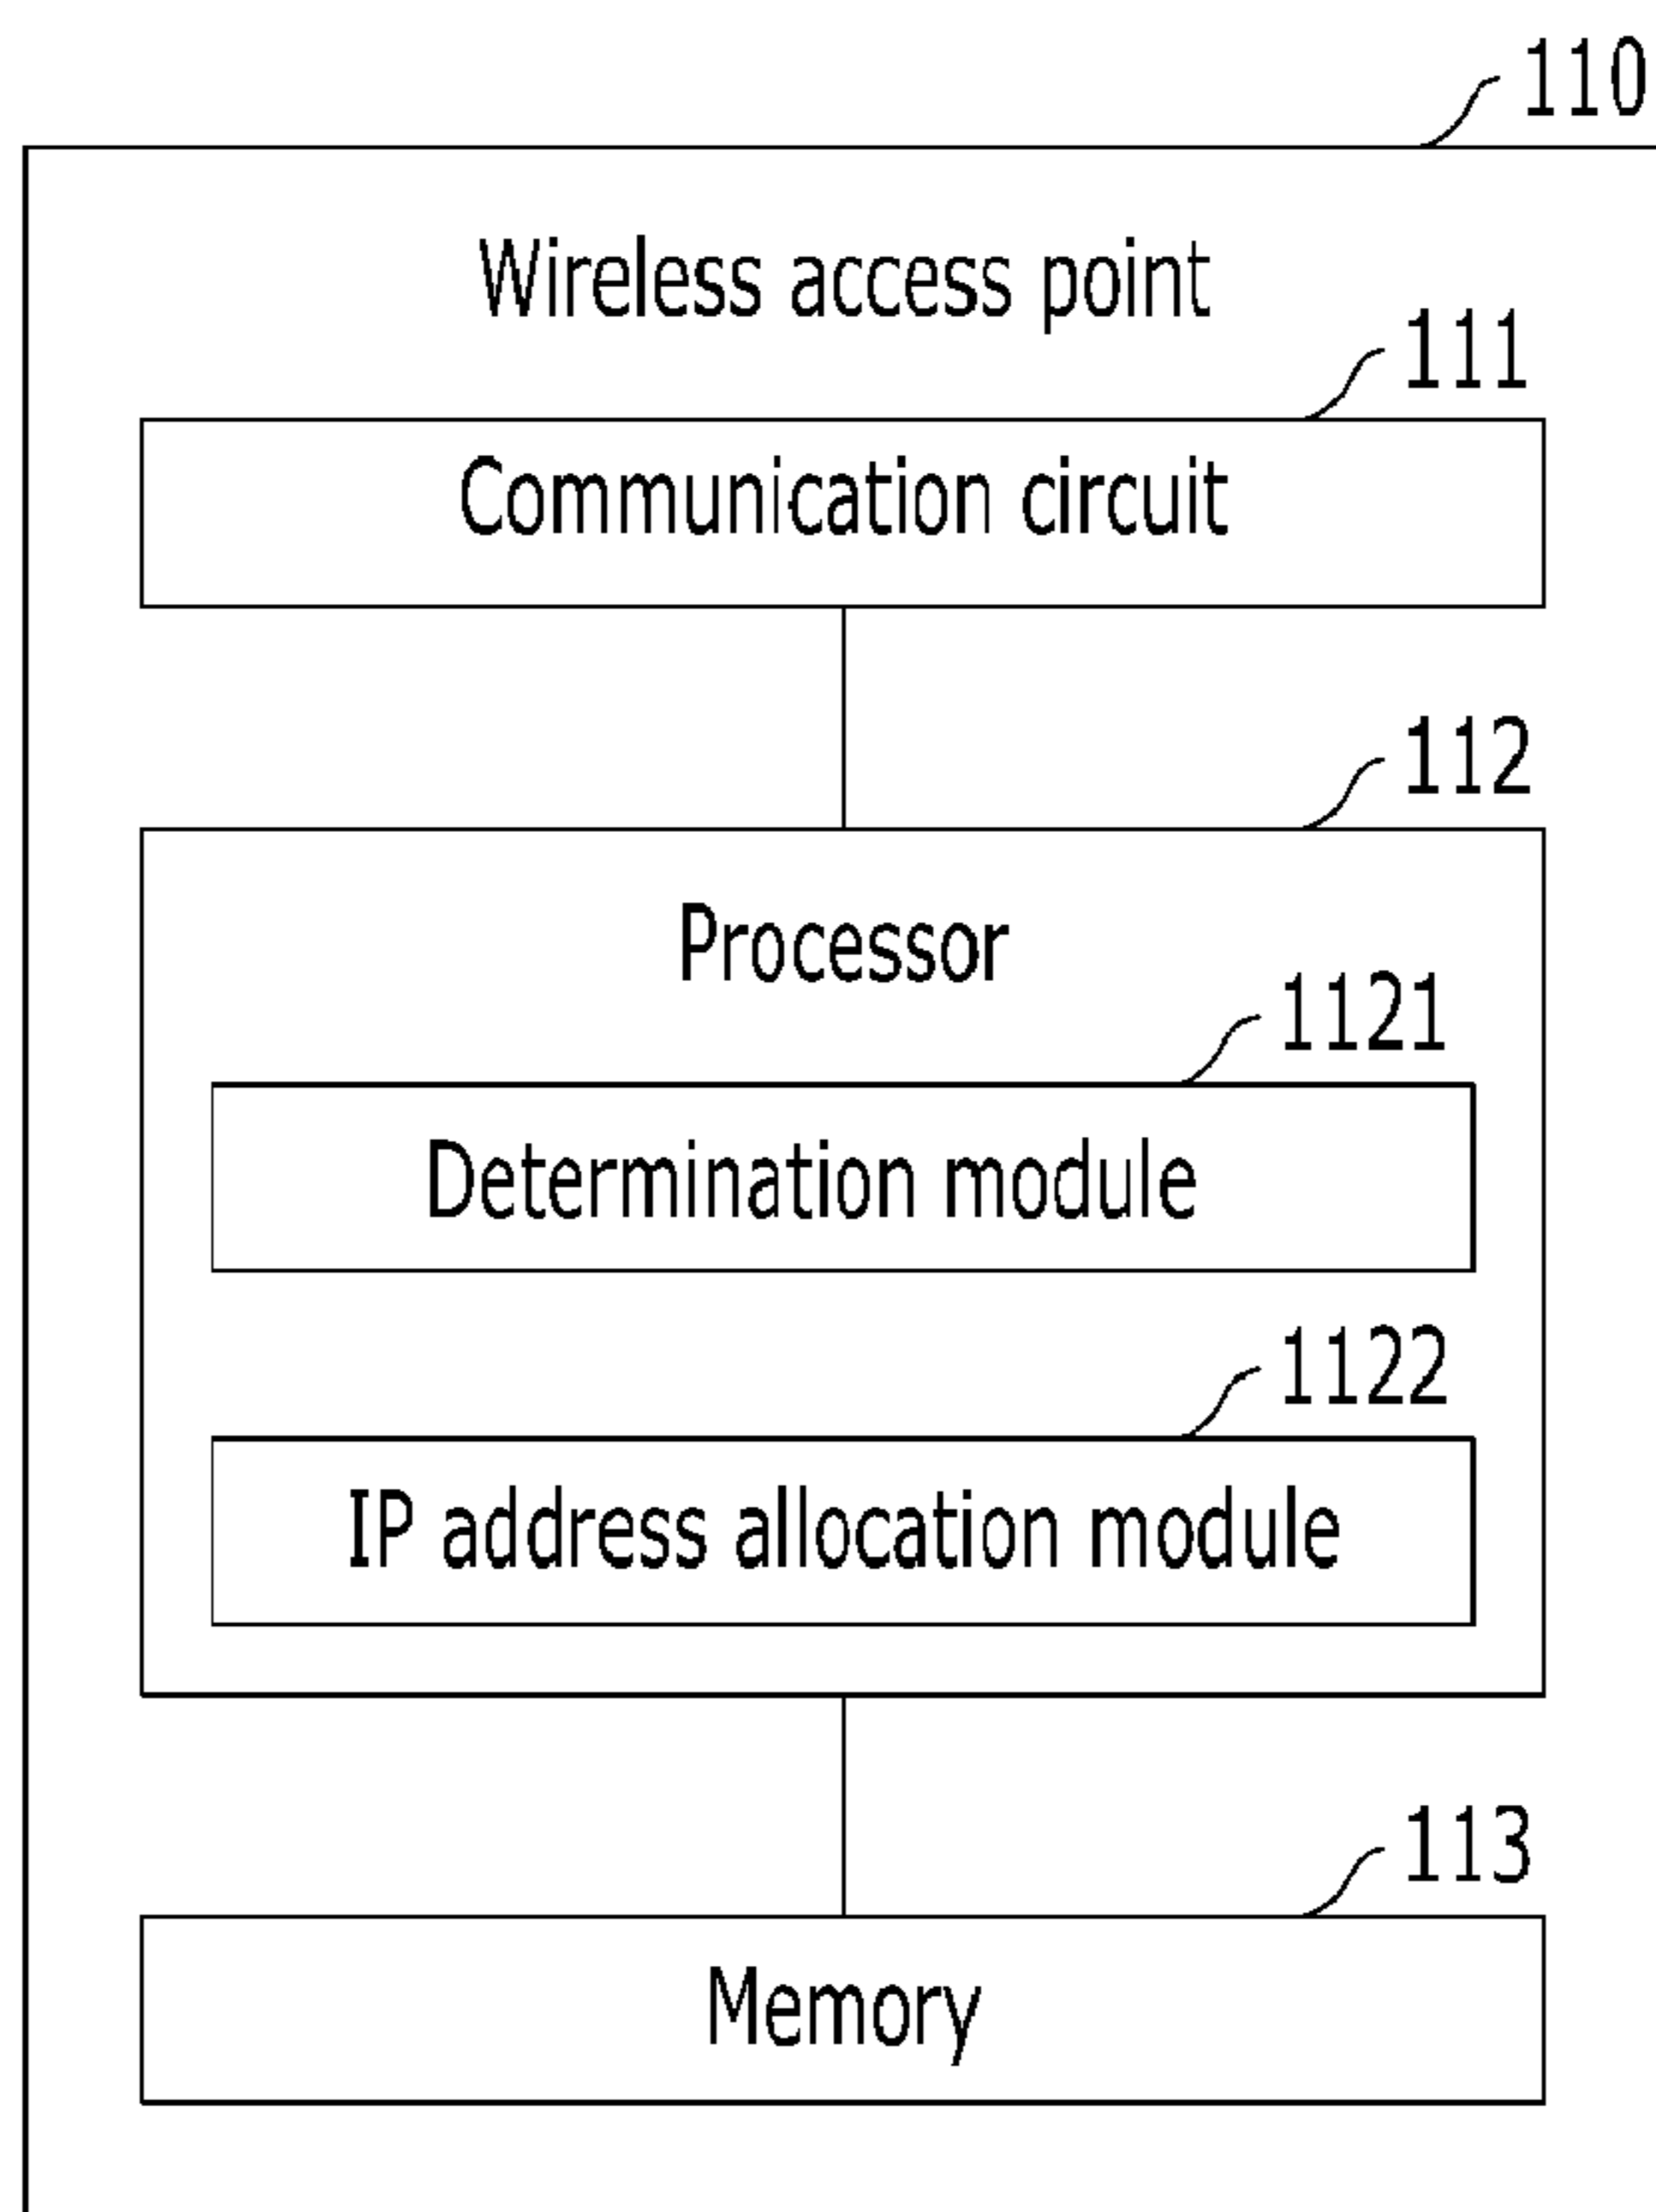 110
Wireless access point
111
Communication circuit
112
Processor
1121
Determination module
1122
IP address allocation module
113
Memory